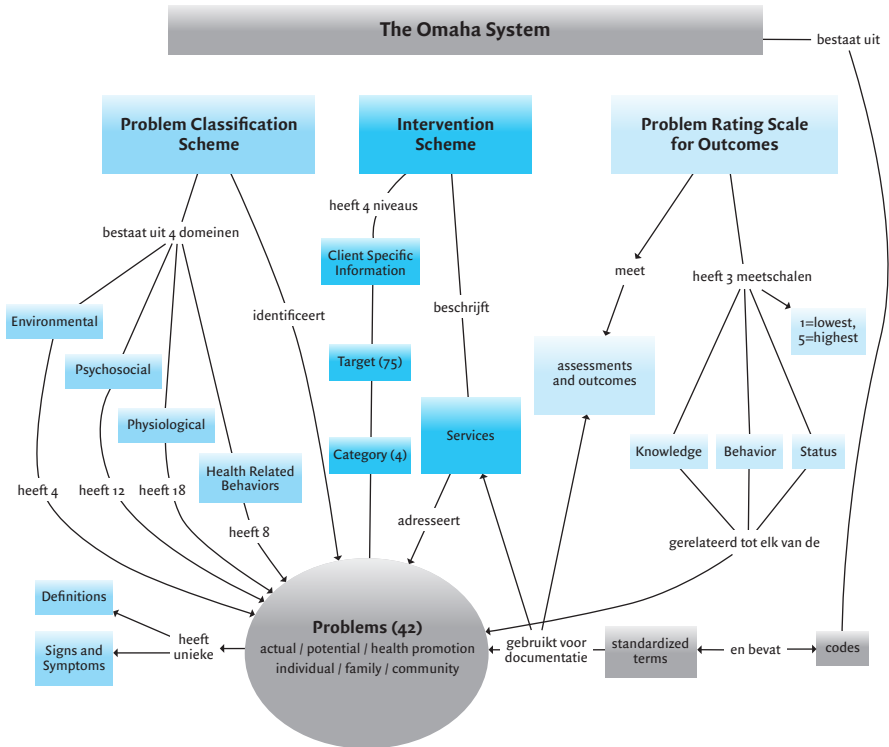 The Omaha System
bestaat uit
Problem Classification
Scheme
Intervention
Scheme
Problem Rating Scale
for Outcomes
heeft 4 niveaus
bestaat uit 4 domeinen
Client Specific
Information
meet
heeft 3 meetschalen
Environmental
identificeert
beschrijft
1=lowest,
5=highest
Psychosocial
Target (75)
assessments
and outcomes
Physiological
Services
Category (4)
Knowledge
Behavior
Status
Health Related
Behaviors
heeft 4
heeft 12
heeft 18
heeft 8
adresseert
gerelateerd tot elk van de
Definitions
Signs and
Symptoms
heeft
unieke
Problems (42)
actual / potential / health promotion
individual / family / community
gebruikt voor
documentatie
standardized
terms
en bevat
codes